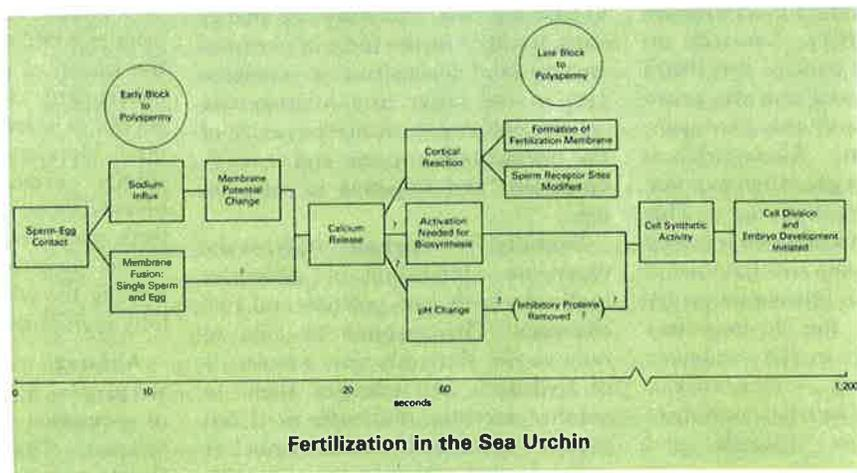 Early Block
to
Polyspermy
Late Block
to
Polyspermy
Sperm-Egg
Contact
Sodium
Influx
Membrane
Potential
Change
Membrane
Fusion:
Single Sperm
and Egg
?
Calcium
Release
Cortical
Reaction
Formation of
Fertilization Membrane
Sperm Receptor Sites
Modified
?
Activation
Needed for
Biosynthesis
?
pH Change
?
(Inhibitory Proteins
Removed ?)
?
Cell Synthetic
Activity
Cell Division
and
Embryo Development
Initiated
0
10
20
60
1,200
seconds
Fertilization in the Sea Urchin